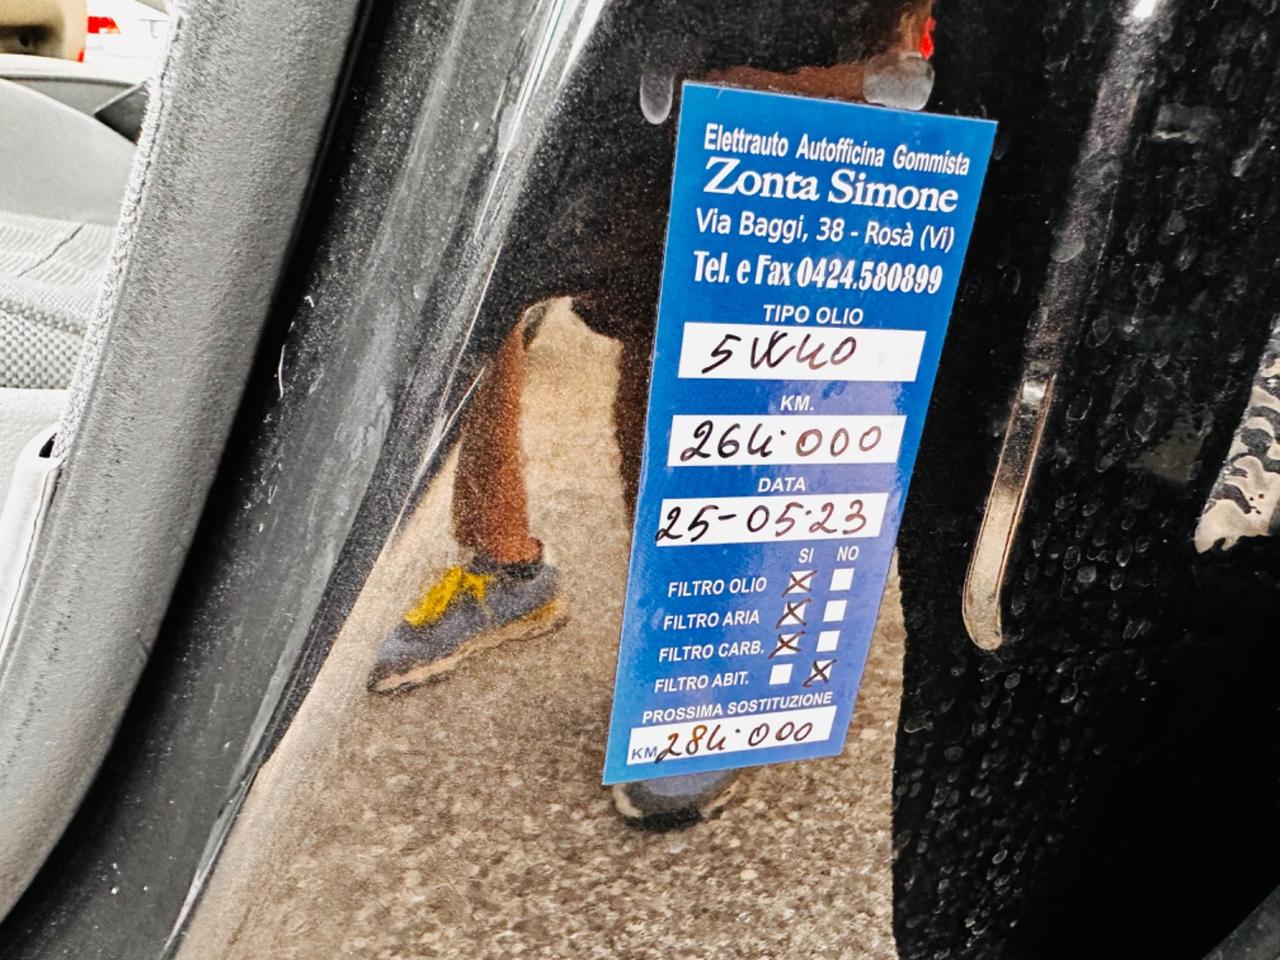 Elettrauto Autofficina Gommista
Zonta Simone
Via Baggi, 38 - Rosà (Vi)
Tel. e Fax 0424.580899
TIPO OLIO
5W40
KM.
264.000
DATA
25-05-23
SI NO
FILTRO OLIO
FILTRO ARIA
FILTRO CARB.
FILTRO ABIT.
PROSSIMA SOSTITUZIONE
KM 284.000